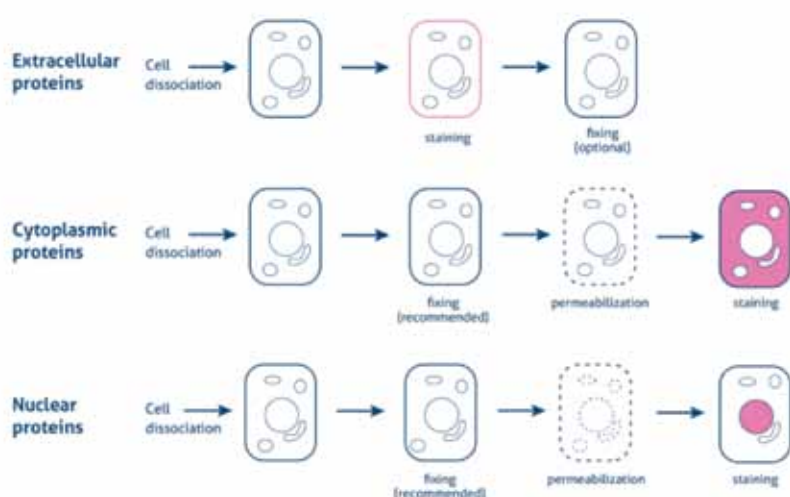 Extracellular
proteins
Cell
dissociation
staining
fixing
(optional)
Cytoplasmic
proteins
Cell
dissociation
fixing
(recommended)
permeabilization
staining
Nuclear
proteins
Cell
dissociation
fixing
(recommended)
permeabilization
staining